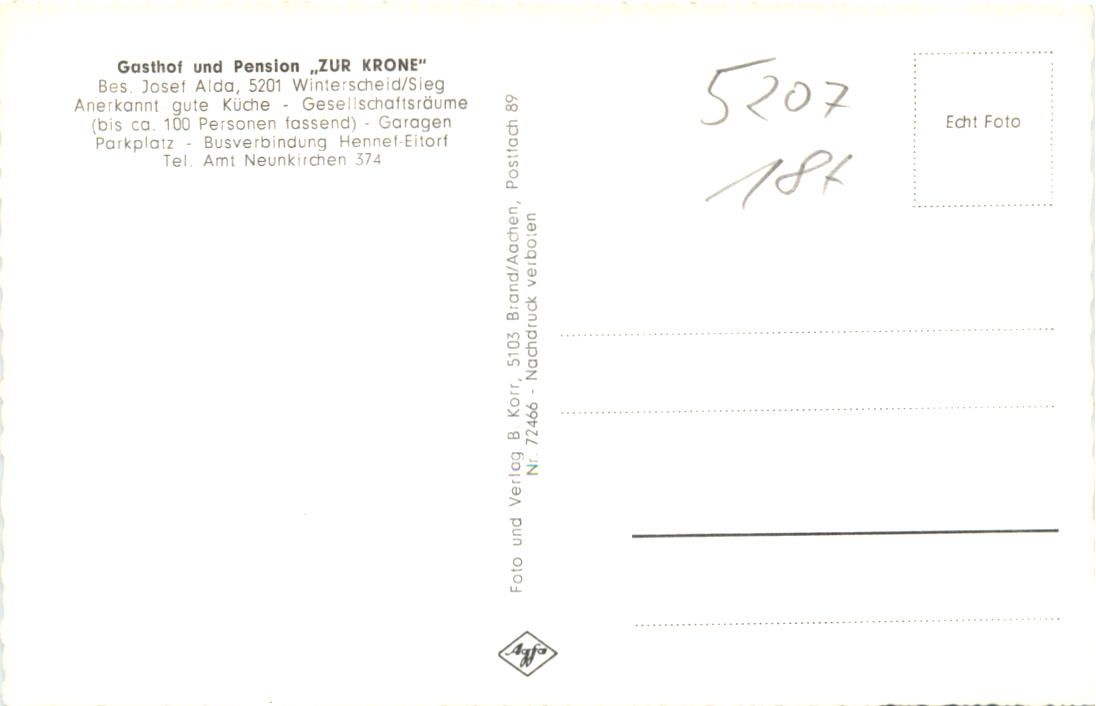 Gasthof und Pension „ZUR KRONE“
Bes. Josef Alda, 5201 Winterscheid/Sieg
Anerkannt gute Küche - Gesellschaftsräume
(bis ca. 100 Personen fassend) - Garagen
Parkplatz - Busverbindung Hennef-Eitorf
Tel. Amt Neunkirchen 374
Foto und Verlag B Korr, 5103 Brand/Aachen, Postfach 89
Nr. 72466 - Nachdruck verboten
Agfa
5207
Echt Foto